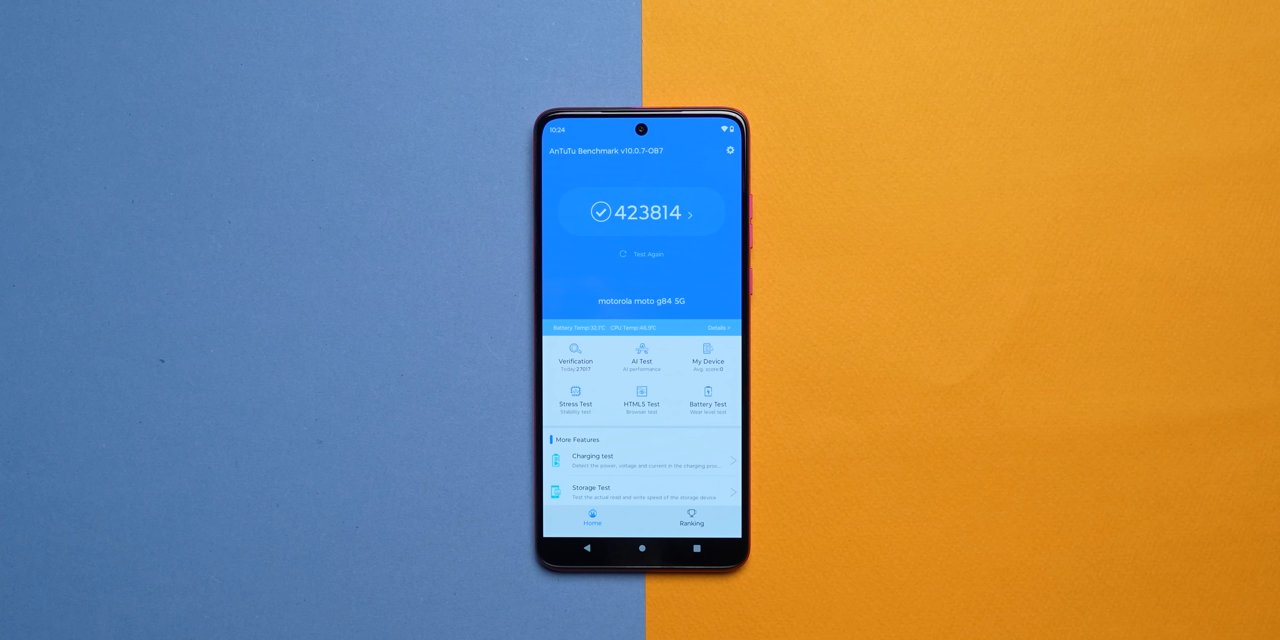 10:24
AnTuTu Benchmark v10.0.7-OB7
423814
Test Again
motorola moto g84 5G
Battery Temp:32.1℃ CPU Temp:46.9℃ Details
Verification AI Test My Device
Today:27017 AI performance Avg. score:0
Stress Test HTML5 Test Battery Test
Stability test Browser test Wear level test
More Features
Charging test
Detect the power, voltage and current in the charging proc...
Storage Test
Test the actual read and write speed of the storage device
Home Ranking